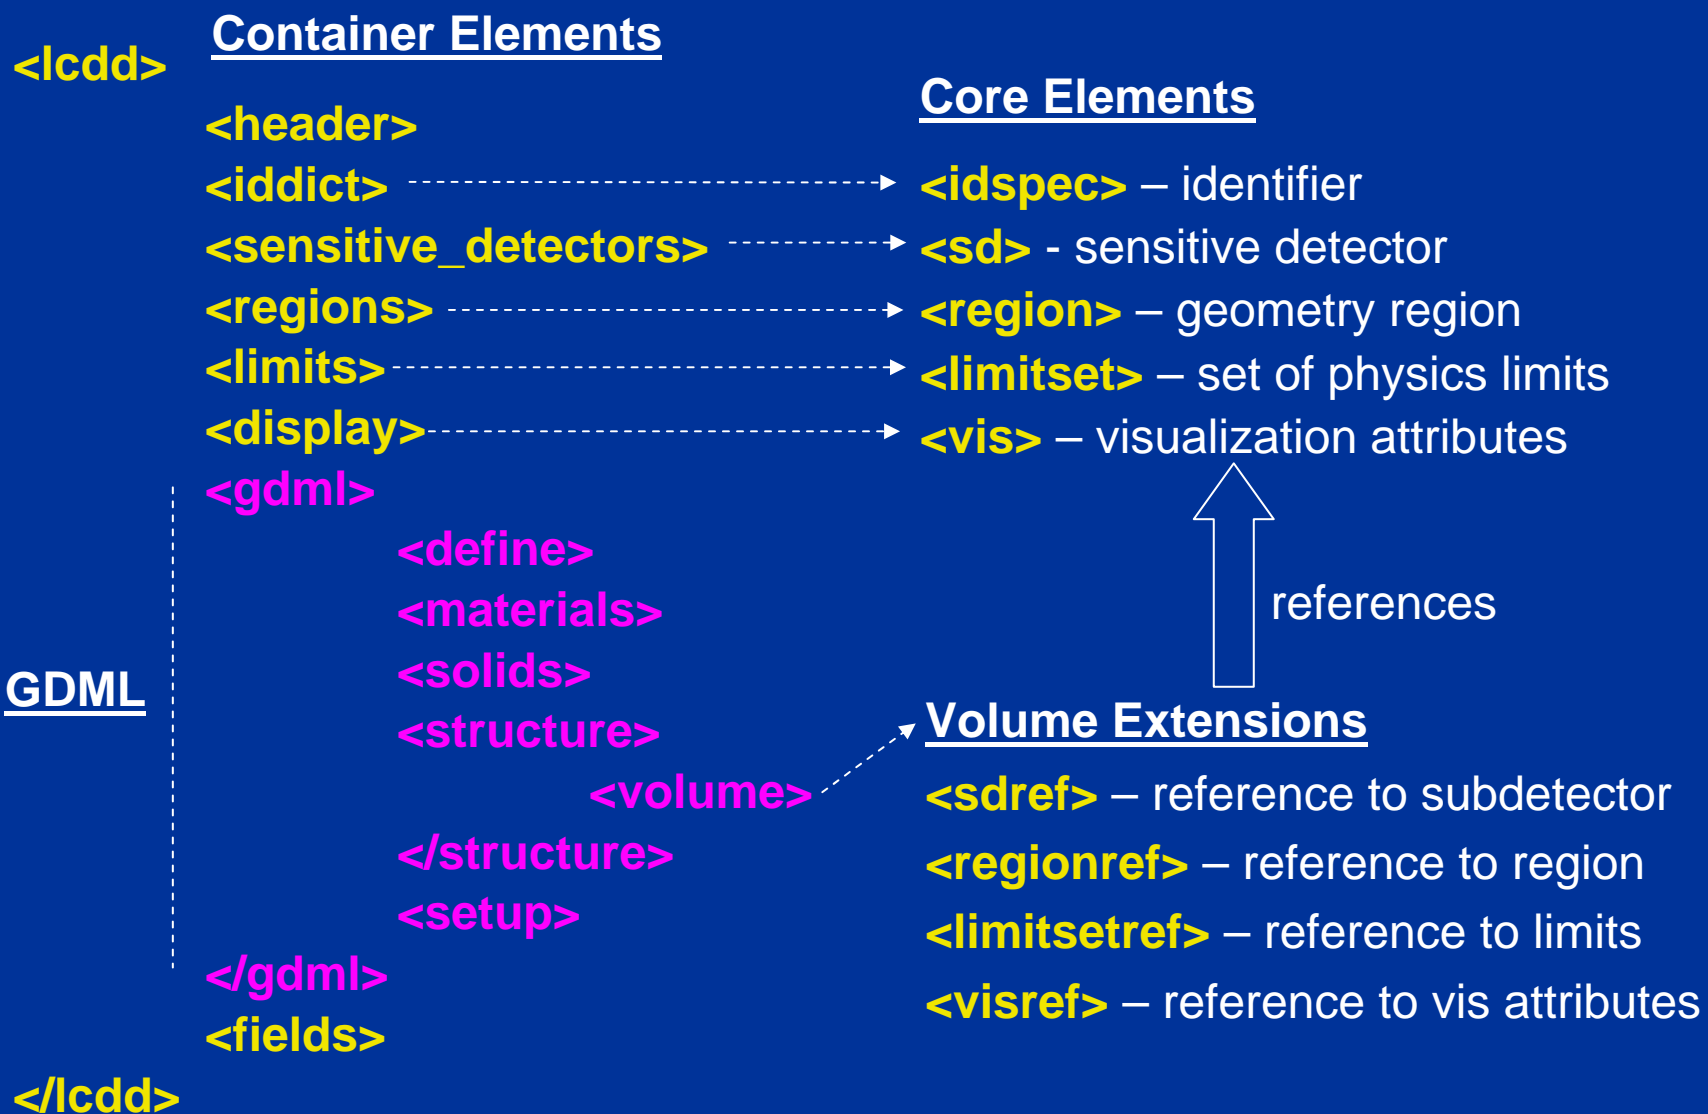 Container Elements
<lcdd>
<header>
<iddict>
<sensitive_detectors>
<regions>
<limits>
<display>
<gdml>
<define>
<materials>
<solids>
<structure>
<volume>
</structure>
<setup>
</gdml>
<fields>
</lcdd>
GDML
Core Elements
<idspec> – identifier
<sd> - sensitive detector
<region> – geometry region
<limitset> – set of physics limits
<vis> – visualization attributes
references
Volume Extensions
<sdref> – reference to subdetector
<regionref> – reference to region
<limitsetref> – reference to limits
<visref> – reference to vis attributes